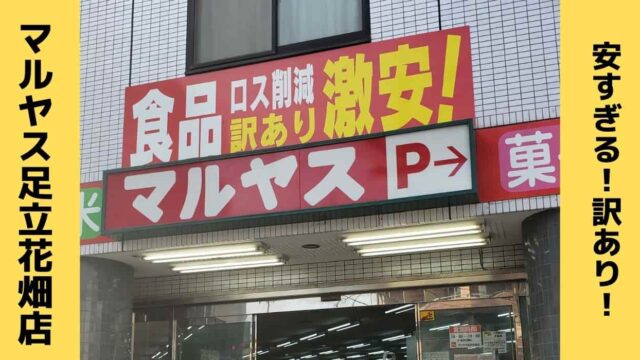 マルヤス足立花畑店
食品 ロス削減 激安!
訳あり
マルヤス P→
米
菓
安すぎる!訳あり!